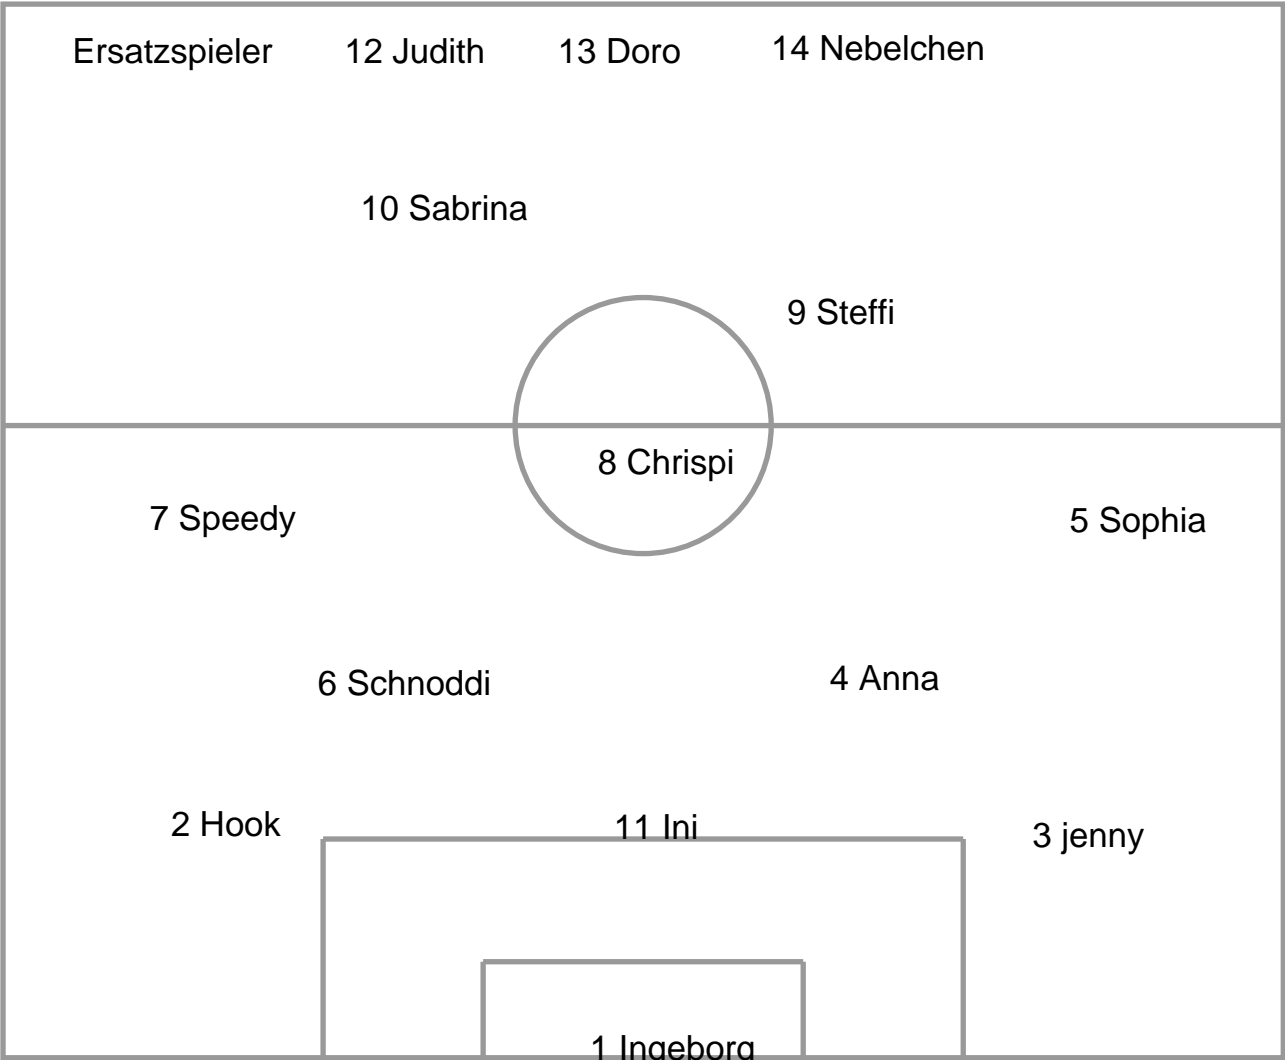 Ersatzspieler 12 Judith 13 Doro 14 Nebelchen
10 Sabrina
9 Steffi
8 Chrispi
7 Speedy 5 Sophia
6 Schnoddi 4 Anna
2 Hook 11 Ini 3 jenny
1 Ingeborg